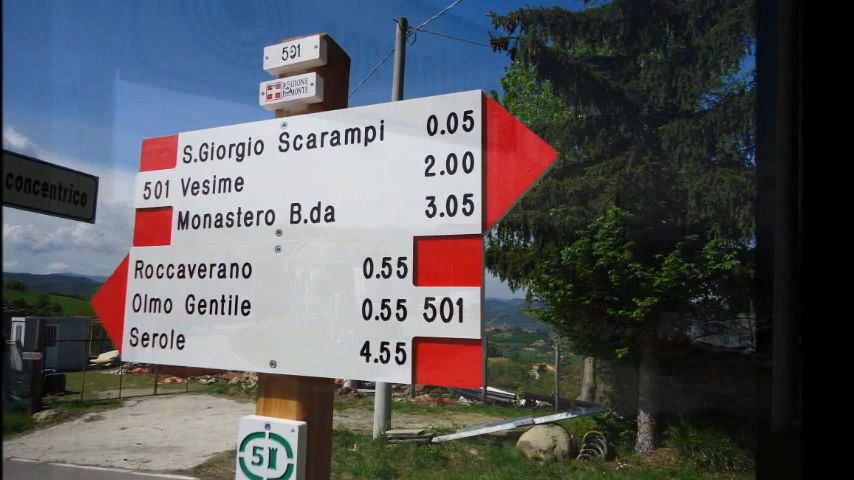 501
REGIONE
PIEMONTE
S.Giorgio Scarampi 0.05
501 Vesime 2.00
Monastero B.da 3.05
Roccaverano 0.55
Olmo Gentile 0.55 501
Serole 4.55
concentrico
5